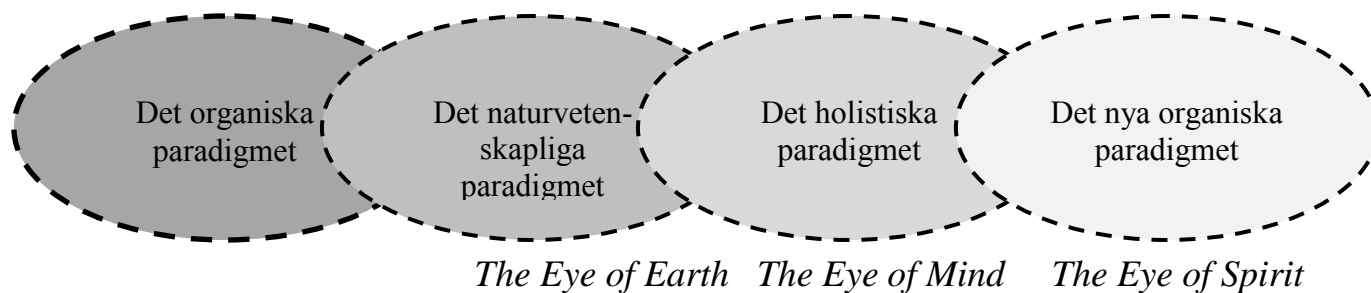 Det organiska
paradigmet
Det naturveten-
skapliga
paradigmet
Det holistiska
paradigmet
Det nya organiska
paradigmet
The Eye of Earth
The Eye of Mind
The Eye of Spirit